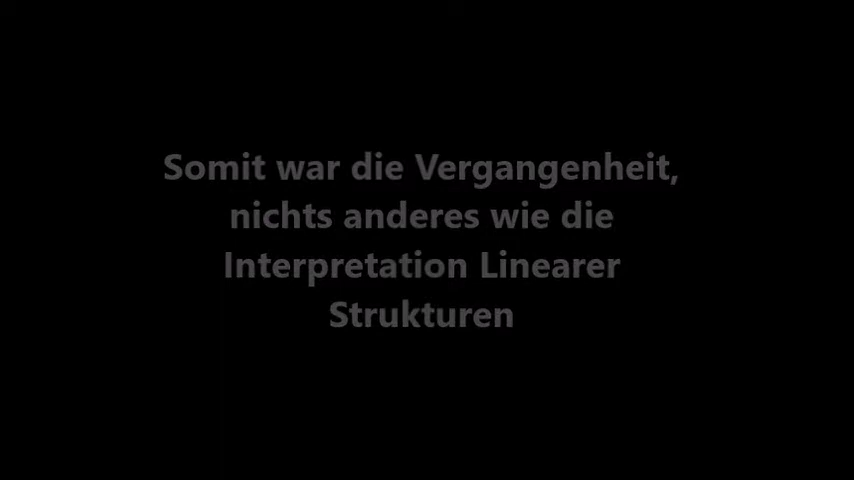 Somit war die Vergangenheit,
nichts anderes wie die
Interpretation Linearer
Strukturen